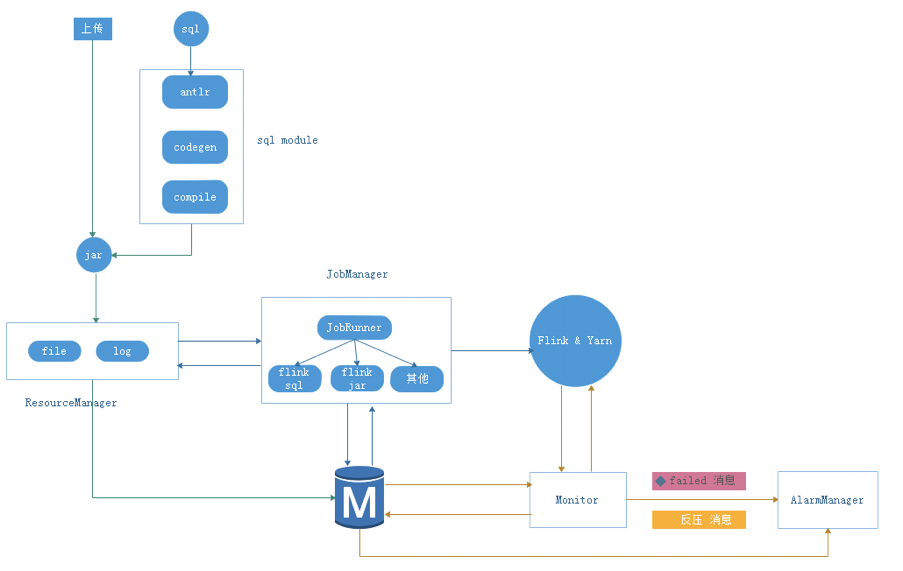 上传
sql
antlr
codegen
compile
sql module
jar
JobManager
JobRunner
flink
sql
flink
jar
其他
Flink & Yarn
file
log
ResourceManager
M
Monitor
failed 消息
反压 消息
AlarmManager